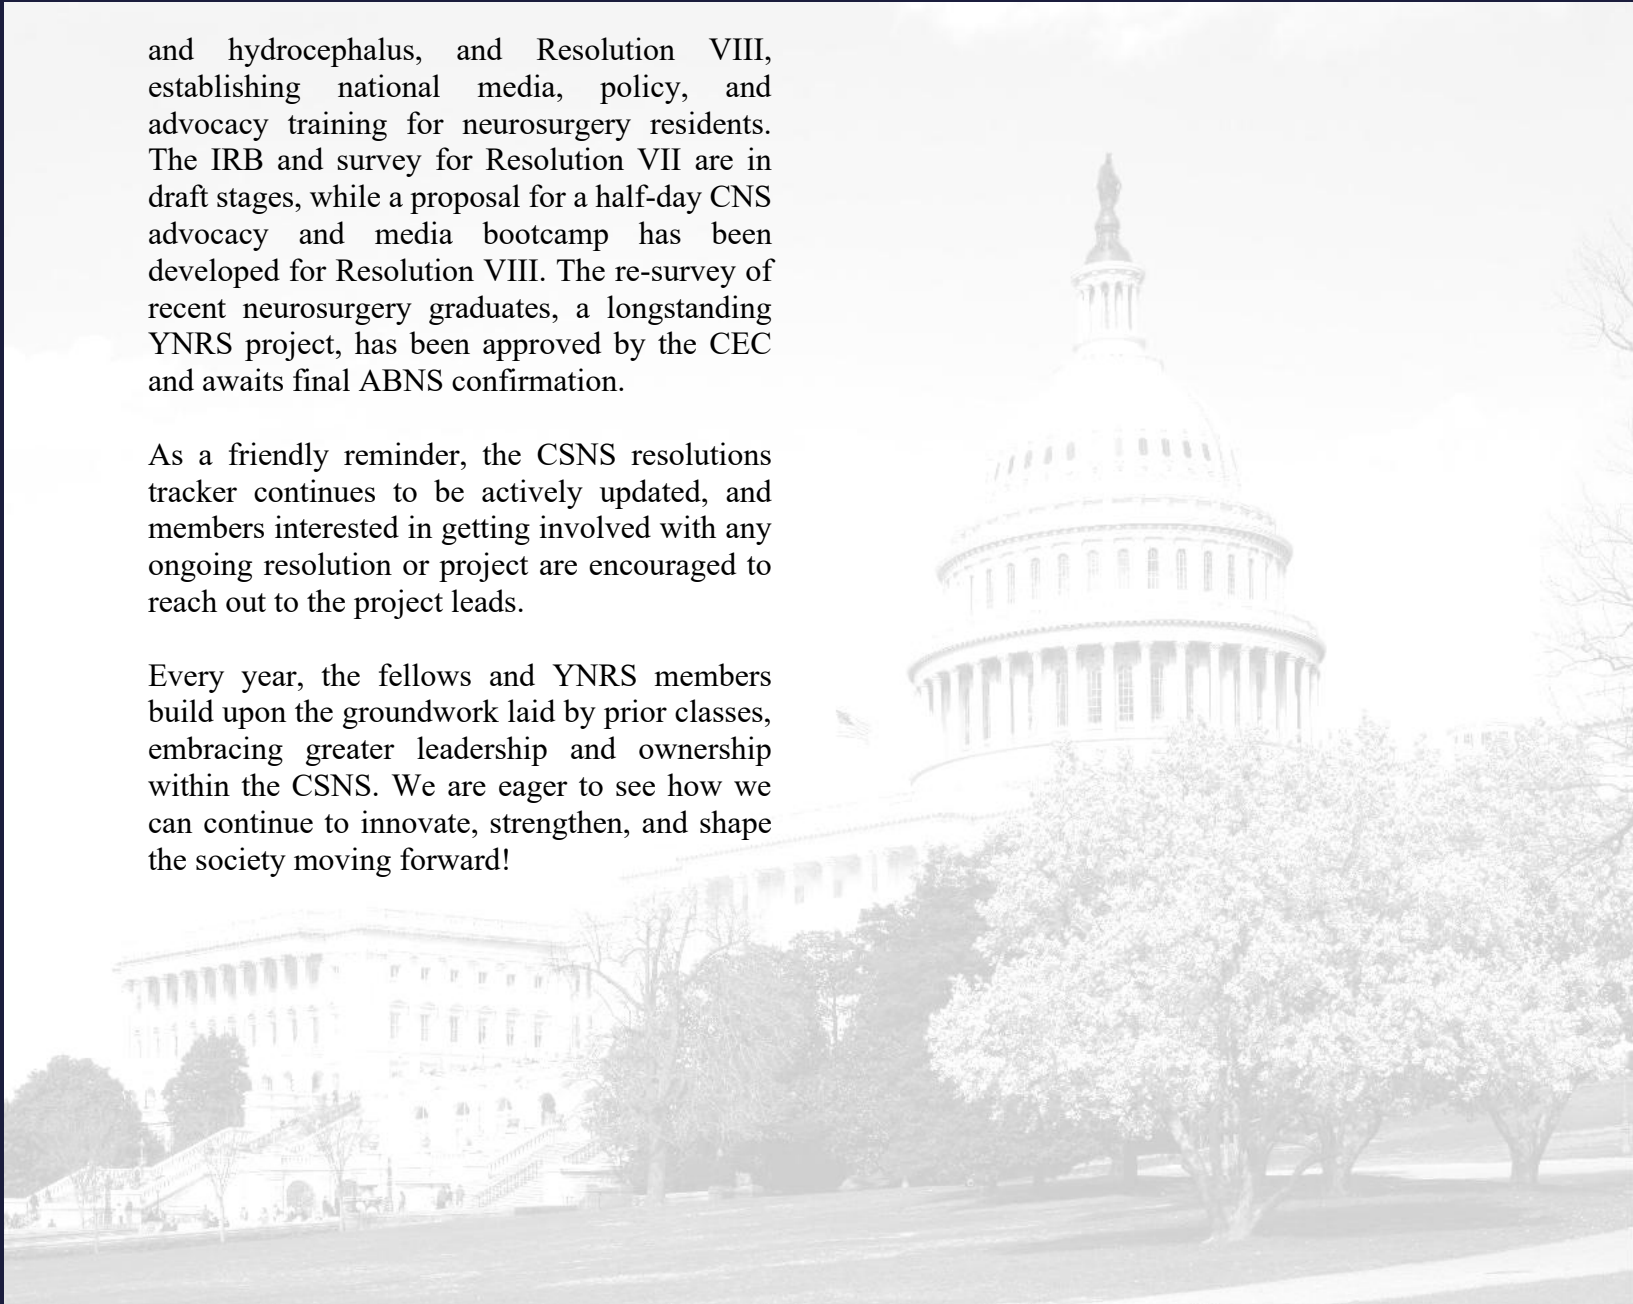 and hydrocephalus, and Resolution VIII,
establishing national media, policy, and
advocacy training for neurosurgery residents.
The IRB and survey for Resolution VII are in
draft stages, while a proposal for a half-day CNS
advocacy and media bootcamp has been
developed for Resolution VIII. The re-survey of
recent neurosurgery graduates, a longstanding
YNRS project, has been approved by the CEC
and awaits final ABNS confirmation.
As a friendly reminder, the CSNS resolutions
tracker continues to be actively updated, and
members interested in getting involved with any
ongoing resolution or project are encouraged to
reach out to the project leads.
Every year, the fellows and YNRS members
build upon the groundwork laid by prior classes,
embracing greater leadership and ownership
within the CSNS. We are eager to see how we
can continue to innovate, strengthen, and shape
the society moving forward!